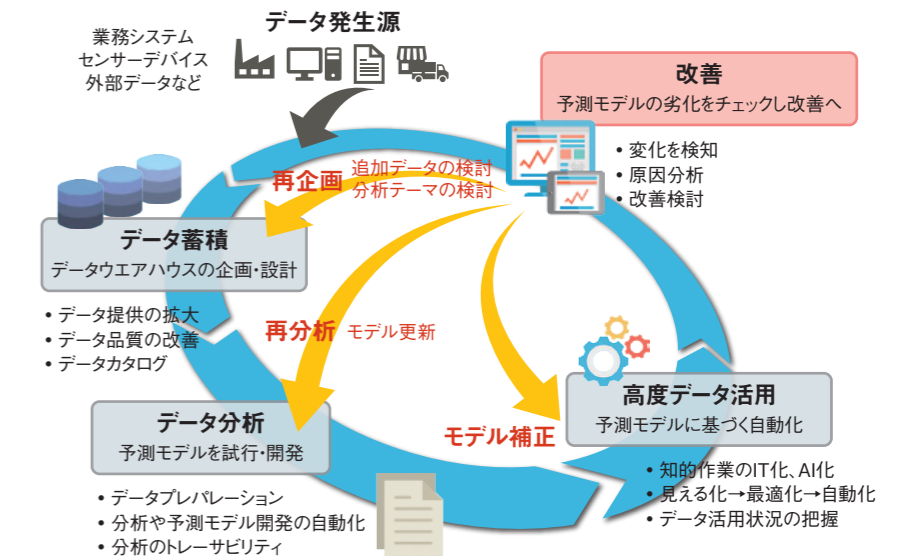 データ発生源
業務システム
センサーデバイス
外部データなど
改善
予測モデルの劣化をチェックし改善へ
• 変化を検知
• 原因分析
• 改善検討
再企画
追加データの検討
分析テーマの検討
データ蓄積
データウエアハウスの企画・設計
• データ提供の拡大
• データ品質の改善
• データカタログ
再分析 モデル更新
モデル補正
高度データ活用
予測モデルに基づく自動化
• 知的作業のIT化、AI化
• 見える化→最適化→自動化
• データ活用状況の把握
データ分析
予測モデルを試行・開発
• データプレパレーション
• 分析や予測モデル開発の自動化
• 分析のトレーサビリティ